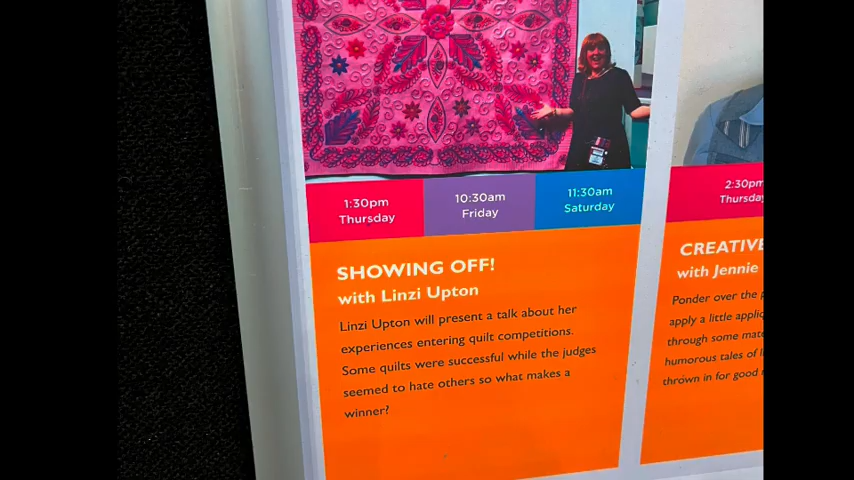 1:30pm
Thursday
10:30am
Friday
11:30am
Saturday
SHOWING OFF!
with Linzi Upton
Linzi Upton will present a talk about her
experiences entering quilt competitions.
Some quilts were successful while the judges
seemed to hate others so what makes a
winner?
2:30pm
Thursday
CREATIVE
with Jennie
Ponder over the
apply a little
through some
humorous tales of
thrown in for good